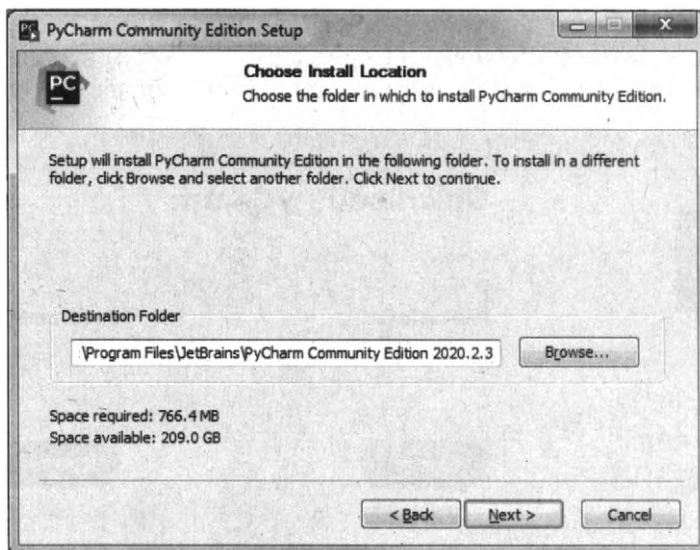 PyCharm Community Edition Setup
PC
Choose Install Location
Choose the folder in which to install PyCharm Community Edition.
Setup will install PyCharm Community Edition in the following folder. To install in a different
folder, click Browse and select another folder. Click Next to continue.
Destination Folder
\Program Files\JetBrains\PyCharm Community Edition 2020.2.3
Browse...
Space required: 766.4 MB
Space available: 209.0 GB
< Back
Next >
Cancel